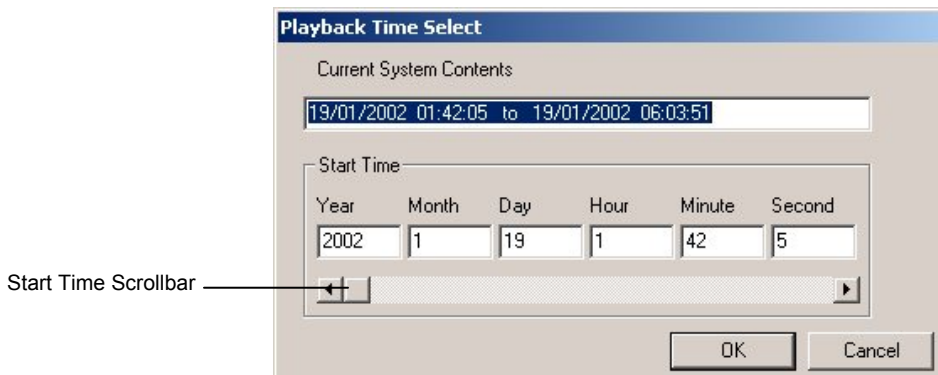 Playback Time Select
Current System Contents
19/01/2002 01:42:05 to 19/01/2002 06:03:51
Start Time
Year Month Day Hour Minute Second
2002 1 19 1 42 5
Start Time Scrollbar
OK Cancel